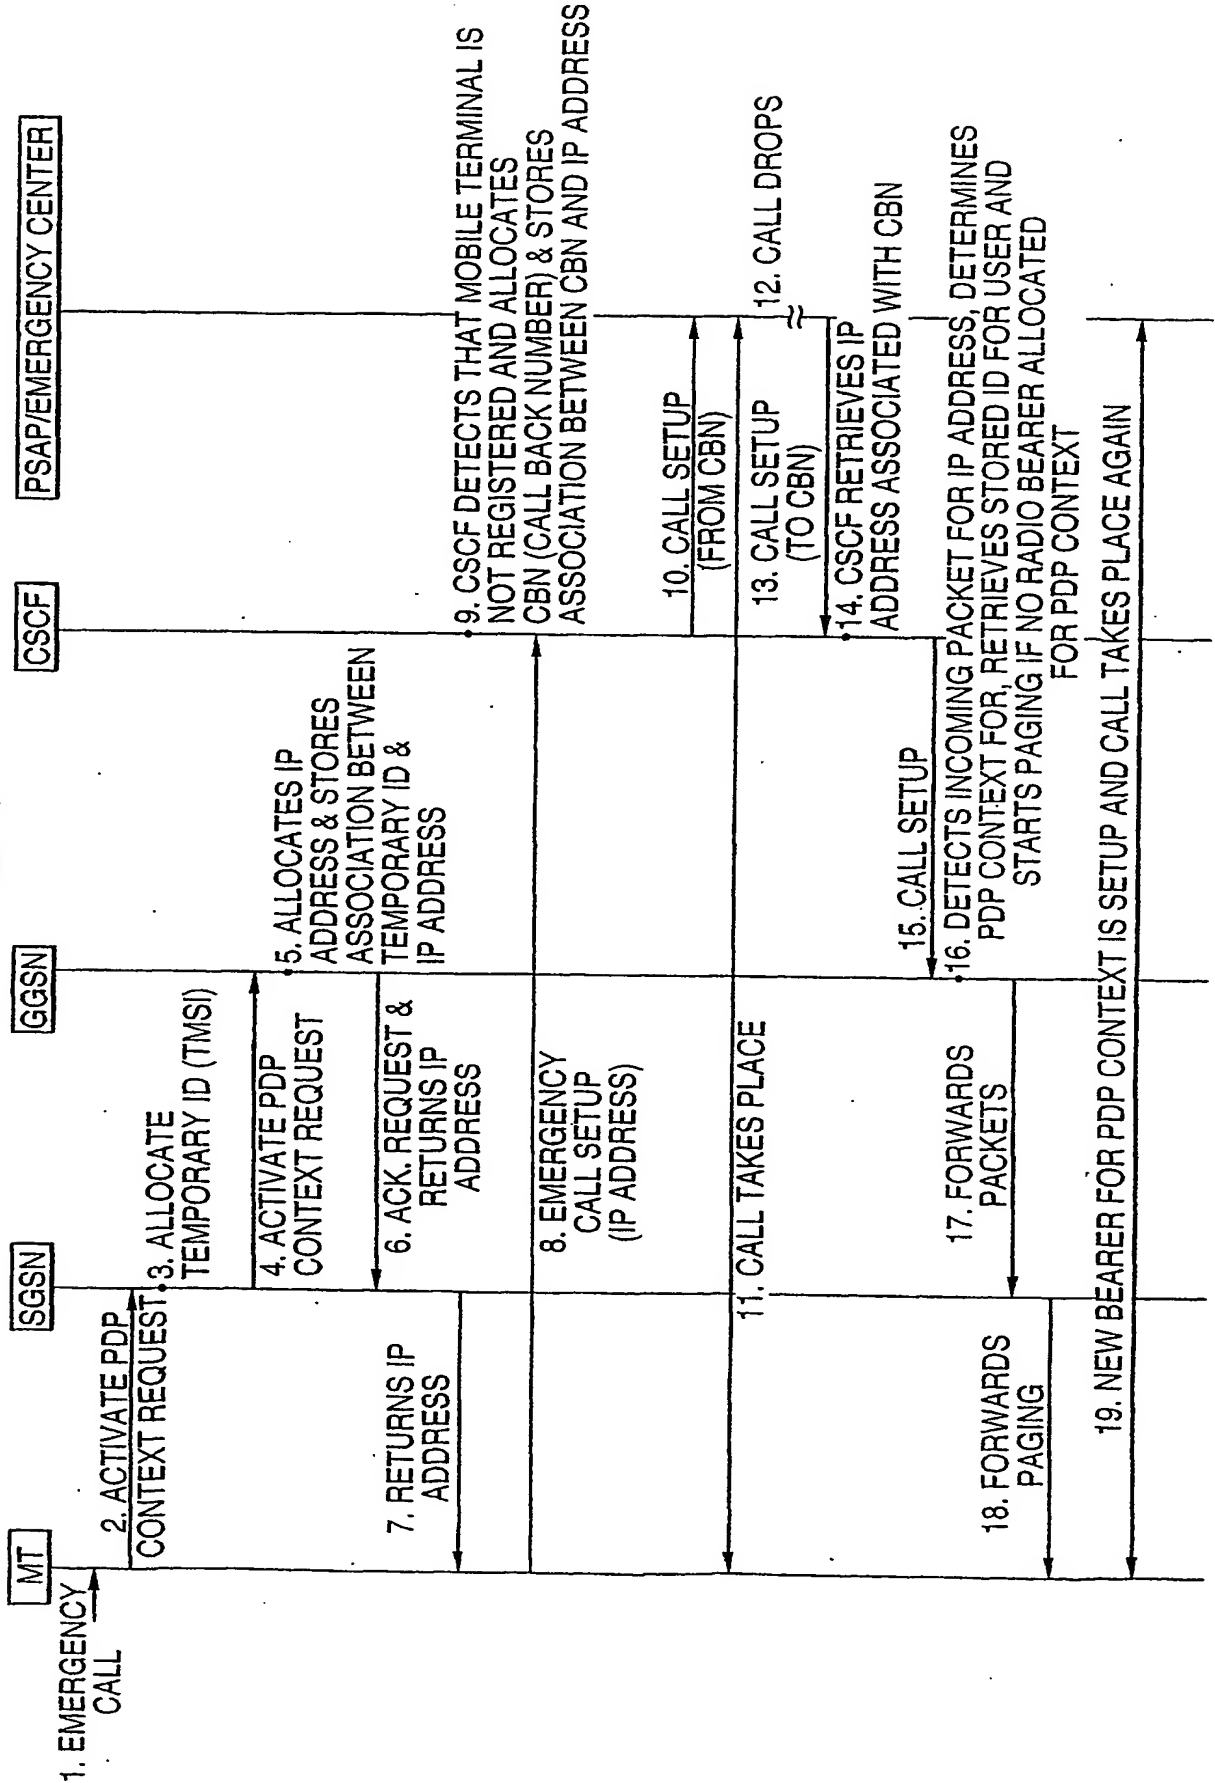 MT
SGSN
GGSN
CSCF
PSAP/EMERGENCY CENTER
1. EMERGENCY
CALL
2. ACTIVATE PDP
CONTEXT REQUEST
3. ALLOCATE
TEMPORARY ID (TMSI)
4. ACTIVATE PDP
CONTEXT REQUEST
5. ALLOCATES IP
ADDRESS & STORES
ASSOCIATION BETWEEN
TEMPORARY ID &
IP ADDRESS
6. ACK. REQUEST &
RETURNS IP
ADDRESS
7. RETURNS IP
ADDRESS
8. EMERGENCY
CALL SETUP
(IP ADDRESS)
9. CSCF DETECTS THAT MOBILE TERMINAL IS
NOT REGISTERED AND ALLOCATES
CBN (CALL BACK NUMBER) & STORES
ASSOCIATION BETWEEN CBN AND IP ADDRESS
10. CALL SETUP
(FROM CBN)
11. CALL TAKES PLACE
12. CALL DROPS
13. CALL SETUP
(TO CBN)
14. CSCF RETRIEVES IP
ADDRESS ASSOCIATED WITH CBN
15. CALL SETUP
16. DETECTS INCOMING PACKET FOR IP ADDRESS, DETERMINES
PDP CONTEXT FOR, RETRIEVES STORED ID FOR USER AND
STARTS PAGING IF NO RADIO BEARER ALLOCATED
FOR PDP CONTEXT
17. FORWARDS
PACKETS
18. FORWARDS
PAGING
19. NEW BEARER FOR PDP CONTEXT IS SETUP AND CALL TAKES PLACE AGAIN